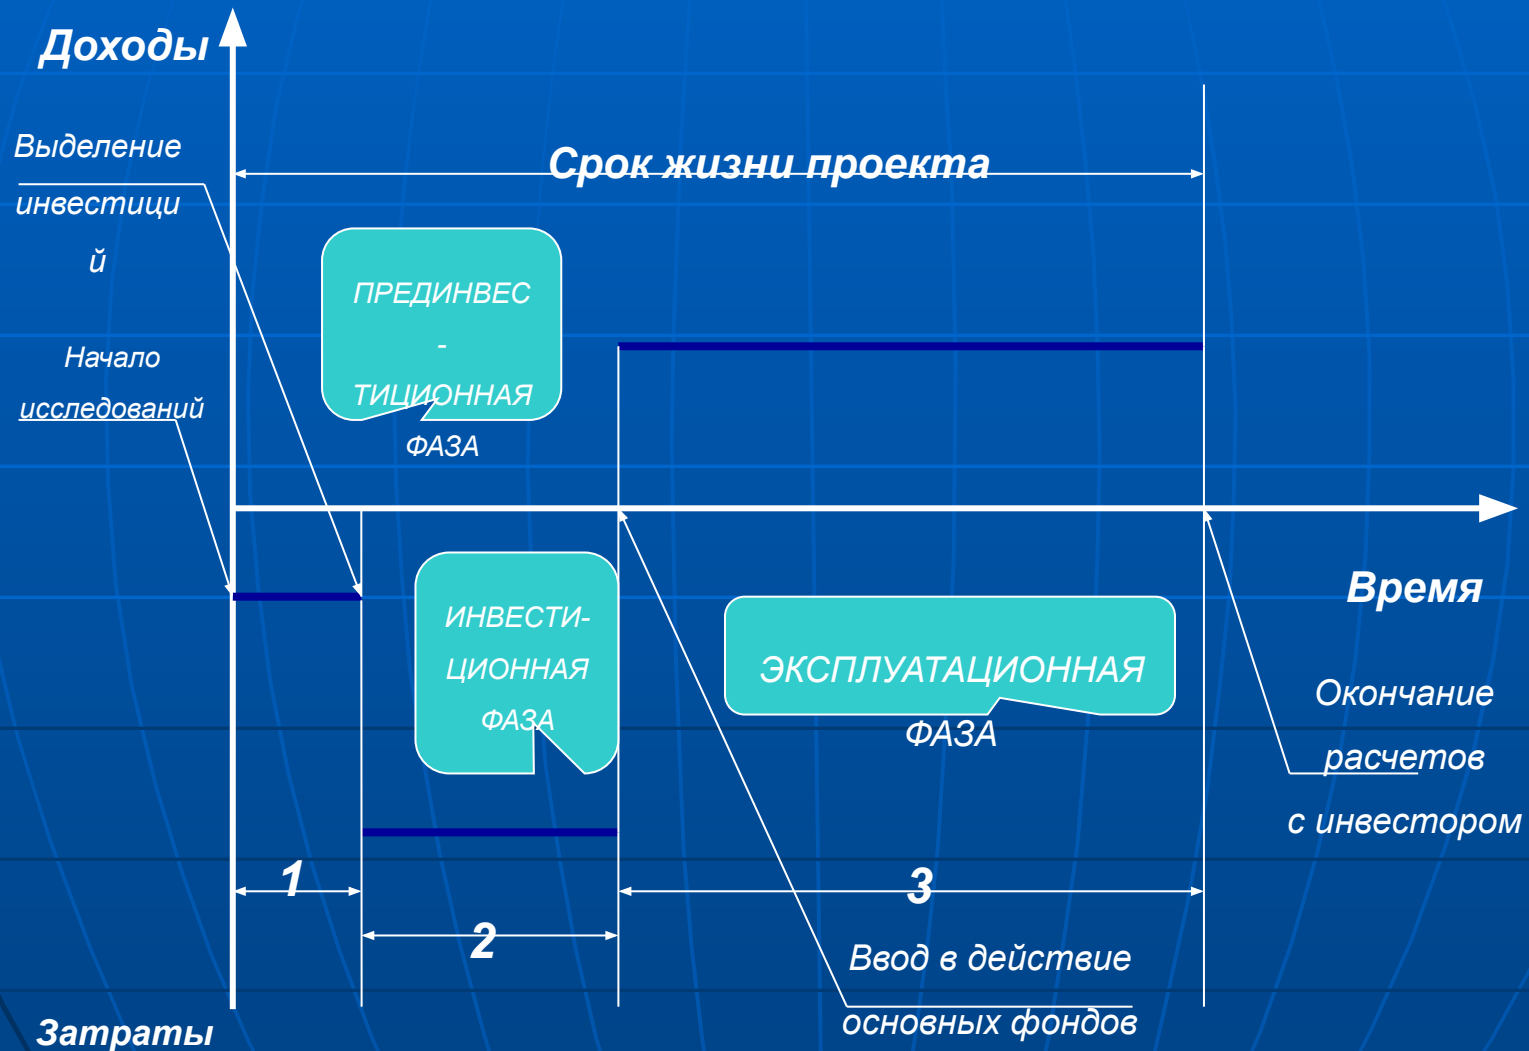 Доходы
Выделение
инвестици
й
Срок жизни проекта
ПРЕДИНВЕС
-
ТИЦИОННАЯ
ФАЗА
Начало
исследований
Время
ИНВЕСТИ-
ЦИОННАЯ
ФАЗА
ЭКСПЛУАТАЦИОННАЯ
ФАЗА
Окончание
расчетов
с инвестором
1
2
3
Ввод в действие
основных фондов
Затраты